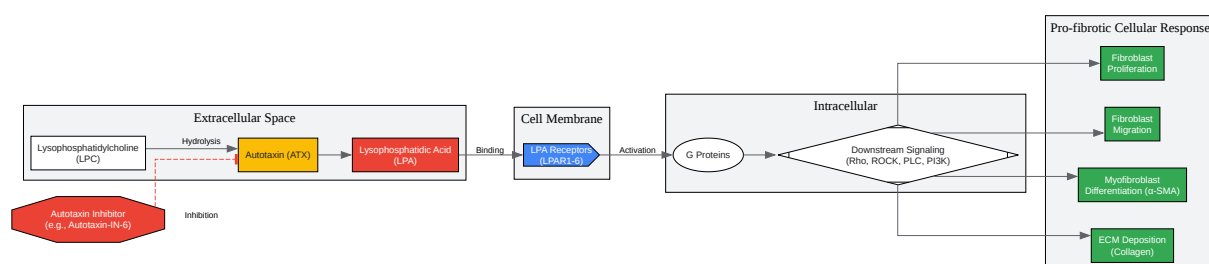 Extracellular Space
Lysophosphatidylcholine
(LPC)
Hydrolysis
Autotaxin (ATX)
Lysophosphatidic Acid
(LPA)
Autotaxin Inhibitor
(e.g., Autotaxin-IN-6)
Inhibition
Binding
Cell Membrane
LPA Receptors
(LPAR1-6)
Activation
Intracellular
G Proteins
Downstream Signaling
(Rho, ROCK, PLC, PI3K)
Pro-fibrotic Cellular Response
Fibroblast
Proliferation
Fibroblast
Migration
Myofibroblast
Differentiation (α-SMA)
ECM Deposition
(Collagen)